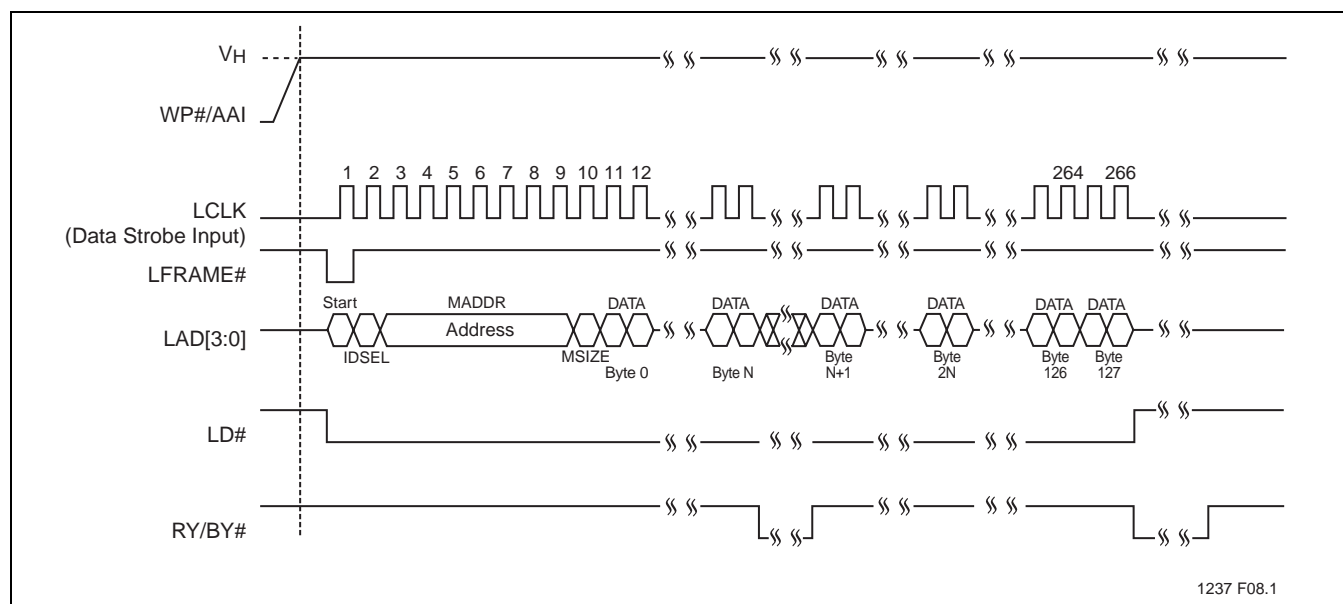 VH
WP#/AAI
1 2 3 4 5 6 7 8 9 10 11 12 264 266
LCLK
(Data Strobe Input)
LFRAME#
Start MADDR DATA DATA DATA DATA DATA DATA
LAD[3:0] Address
IDSEL MSIZE Byte 0 Byte N Byte N+1 Byte 2N Byte 126 Byte 127
LD#
RY/BY#
1237 F08.1